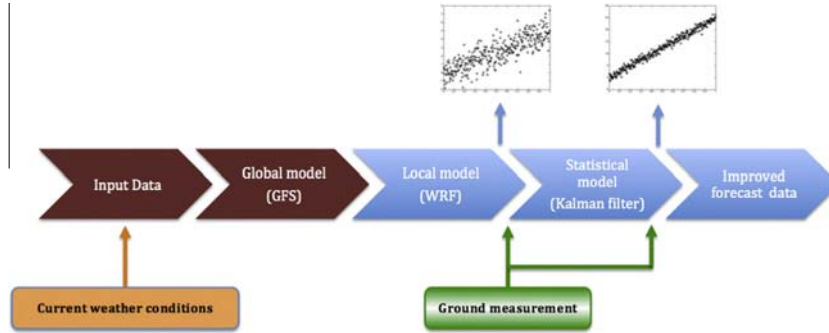 Input Data
Global model
(GFS)
Local model
(WRF)
Statistical
model
(Kalman filter)
Improved
forecast data
Current weather conditions
Ground measurement